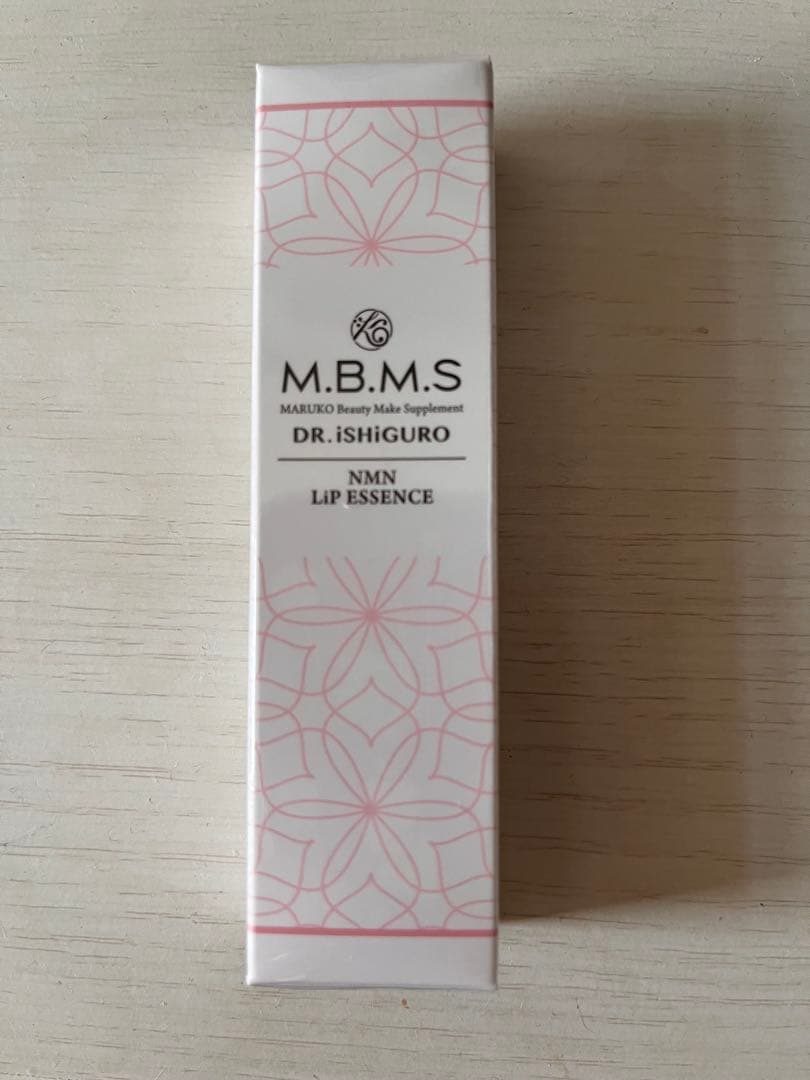 M.B.M.S
MARUKO Beauty Make Supplement
DR.iSHiGURO
NMN
LiP ESSENCE